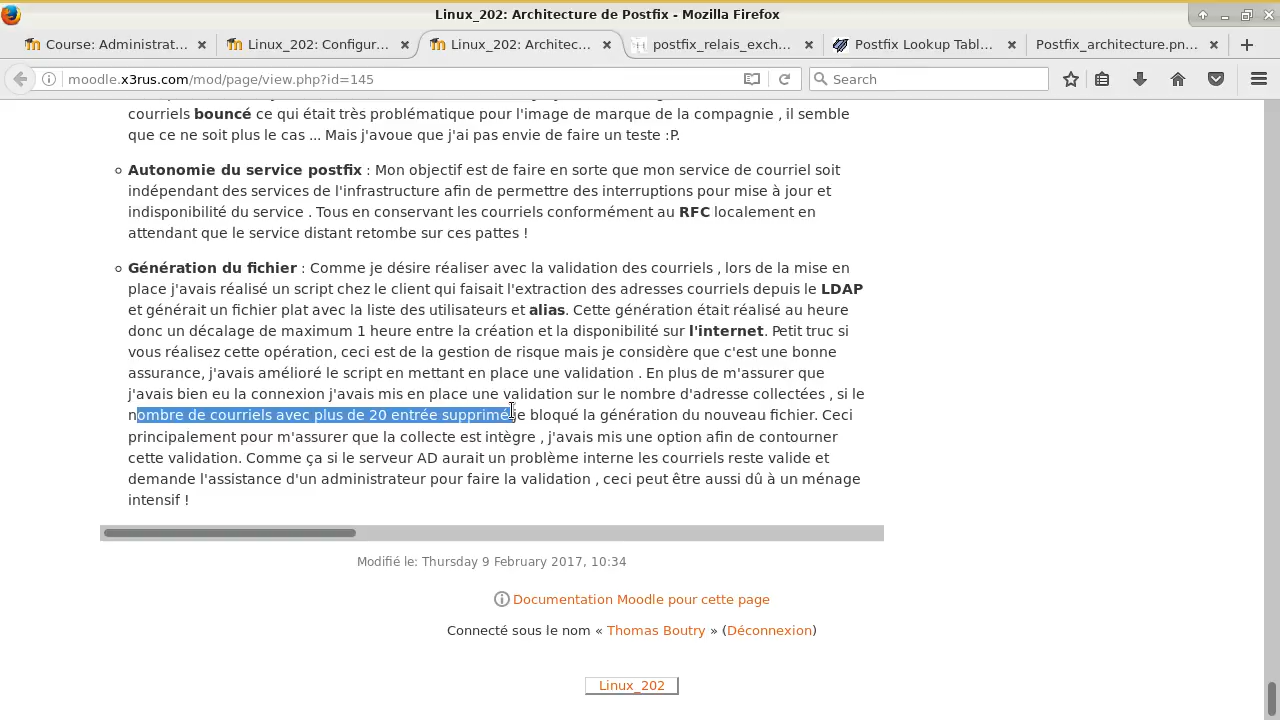 Linux_202: Architecture de Postfix - Mozilla Firefox
Course: Administrat...
Linux_202: Configur...
Linux_202: Architec...
postfix_relais_exch...
Postfix Lookup Tabl...
Postfix_architecture.pn...
moodle.x3rus.com/mod/page/view.php?id=145
Search
courriels bouncé ce qui était très problématique pour l'image de marque de la compagnie , il semble
que ce ne soit plus le cas ... Mais j'avoue que j'ai pas envie de faire un teste :P.
Autonomie du service postfix : Mon objectif est de faire en sorte que mon service de courriel soit
indépendant des services de l'infrastructure afin de permettre des interruptions pour mise à jour et
indisponibilité du service . Tous en conservant les courriels conformément au RFC localement en
attendant que le service distant retombe sur ces pattes !
Génération du fichier : Comme je désire réaliser avec la validation des courriels , lors de la mise en
place j'avais réalisé un script chez le client qui faisait l'extraction des adresses courriels depuis le LDAP
et générait un fichier plat avec la liste des utilisateurs et alias. Cette génération était réalisé au heure
donc un décalage de maximum 1 heure entre la création et la disponibilité sur l'internet. Petit truc si
vous réalisez cette opération, ceci est de la gestion de risque mais je considère que c'est une bonne
assurance, j'avais amélioré le script en mettant en place une validation . En plus de m'assurer que
j'avais bien eu la connexion j'avais mis en place une validation sur le nombre d'adresse collectées , si le
nombre de courriels avec plus de 20 entrée supprimé je bloqué la génération du nouveau fichier. Ceci
principalement pour m'assurer que la collecte est intègre , j'avais mis une option afin de contourner
cette validation. Comme ça si le serveur AD aurait un problème interne les courriels reste valide et
demande l'assistance d'un administrateur pour faire la validation , ceci peut être aussi dû à un ménage
intensif !
Modifié le: Thursday 9 February 2017, 10:34
Documentation Moodle pour cette page
Connecté sous le nom « Thomas Boutry » (Déconnexion)
Linux_202